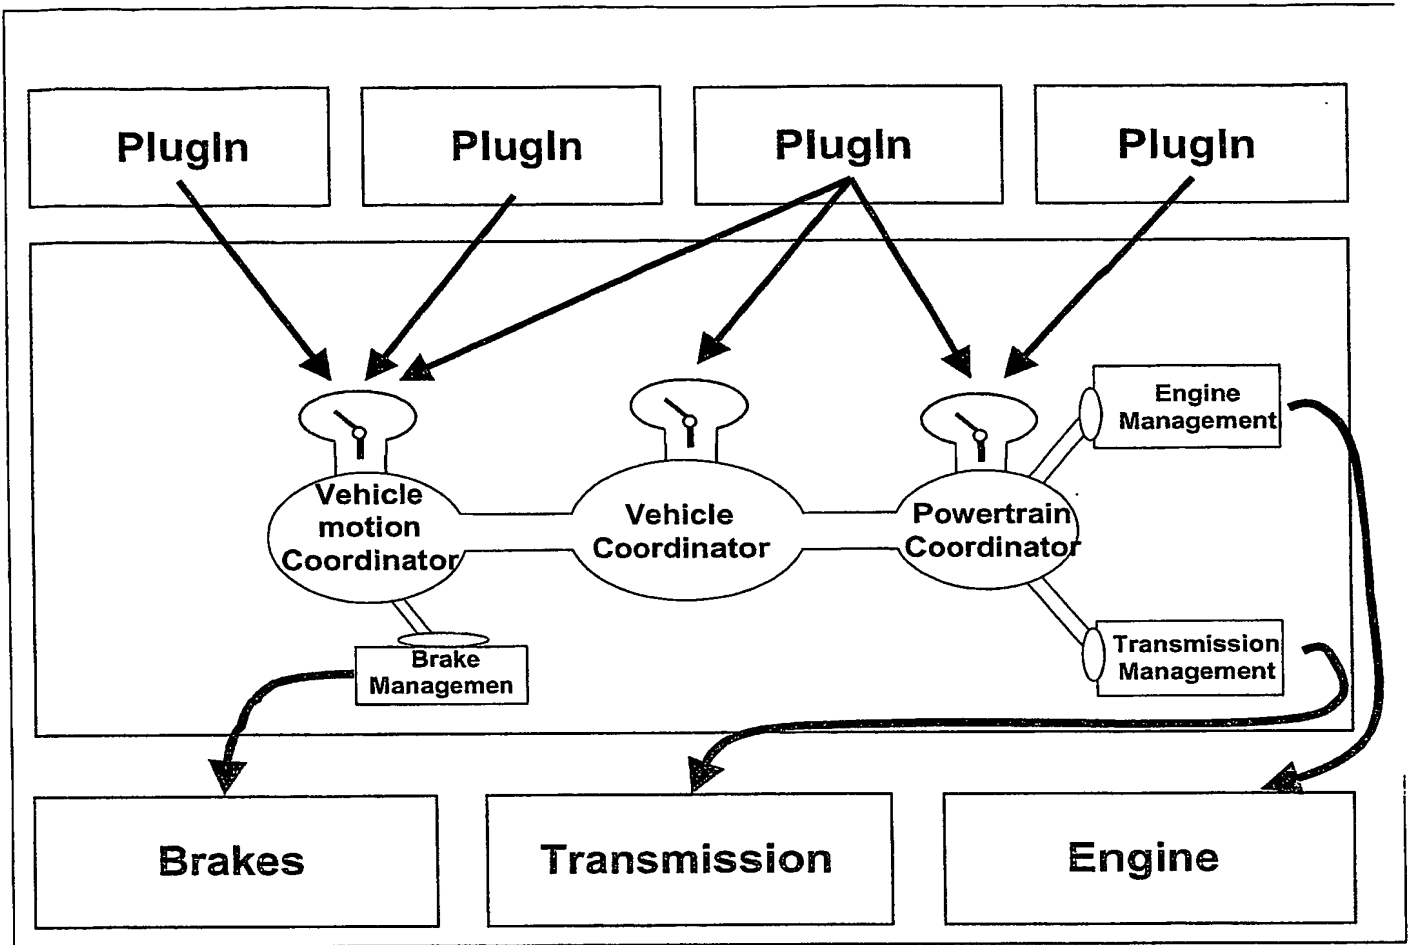 PlugIn
PlugIn
PlugIn
PlugIn
Engine
Management
Vehicle
motion
Coordinator
Vehicle
Coordinator
Powertrain
Coordinator
Brake
Managemen
Transmission
Management
Brakes
Transmission
Engine